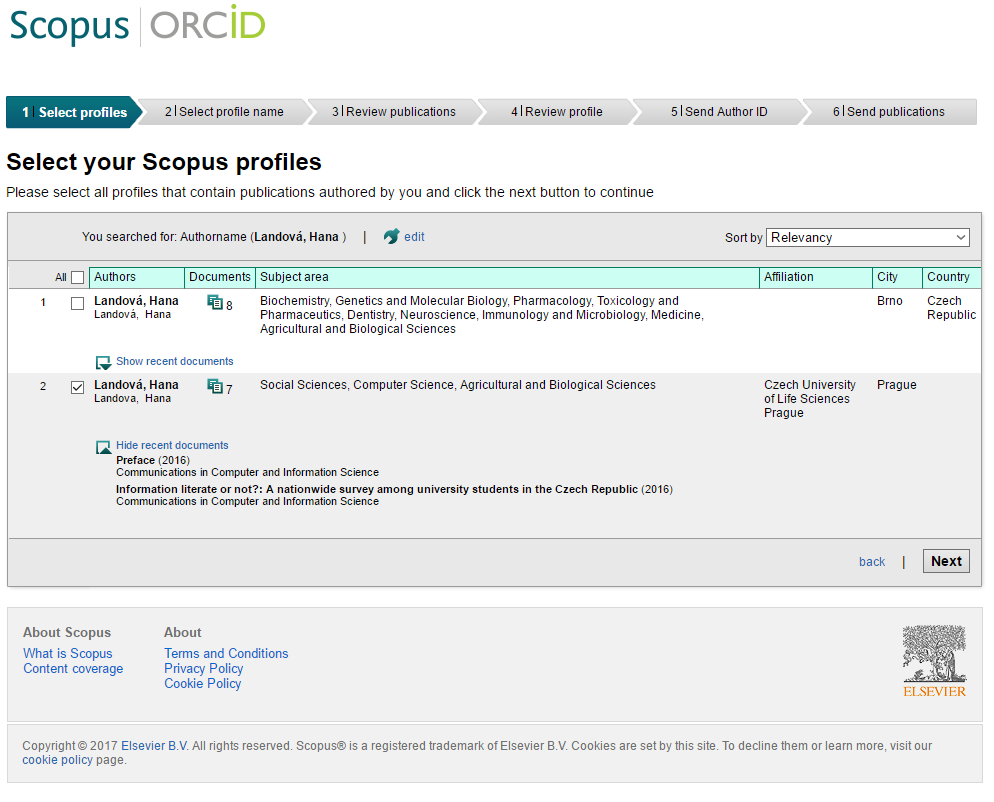 Scopus | ORCiD
1 | Select profiles 2 | Select profile name 3 | Review publications 4 | Review profile 5 | Send Author ID 6 | Send publications
Select your Scopus profiles
Please select all profiles that contain publications authored by you and click the next button to continue
You searched for: Authorname (Landová, Hana ) | edit
Sort by Relevancy
All Authors Documents Subject area Affiliation City Country
1 Landová, Hana 8 Biochemistry, Genetics and Molecular Biology, Pharmacology, Toxicology and Brno Czech
Landová, Hana Pharmaceutics, Dentistry, Neuroscience, Immunology and Microbiology, Medicine, Republic
Agricultural and Biological Sciences
Show recent documents
2 Landová, Hana 7 Social Sciences, Computer Science, Agricultural and Biological Sciences Czech University Prague
Landova, Hana of Life Sciences
Prague
Hide recent documents
Preface (2016)
Communications in Computer and Information Science
Information literate or not?: A nationwide survey among university students in the Czech Republic (2016)
Communications in Computer and Information Science
back | Next
About Scopus
What is Scopus
Content coverage
About
Terms and Conditions
Privacy Policy
Cookie Policy
ELSEVIER
Copyright © 2017 Elsevier B.V. All rights reserved. Scopus® is a registered trademark of Elsevier B.V. Cookies are set by this site. To decline them or learn more, visit our
cookie policy page.